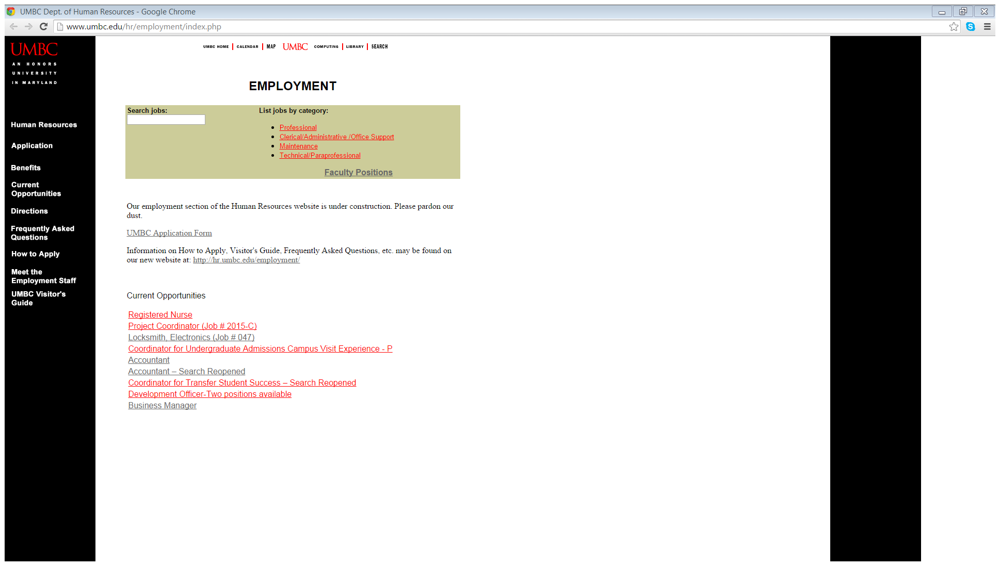 UMBC Dept. of Human Resources - Google Chrome
www.umbc.edu/hr/employment/index.php
UMBC
AN HONORS
UNIVERSITY
IN MARYLAND
UMBC HOME | CALENDAR | MAP UMBC COMPUTING | LIBRARY | SEARCH
Human Resources
Application
Benefits
Current
Opportunities
Directions
Frequently Asked
Questions
How to Apply
Meet the
Employment Staff
UMBC Visitor's
Guide
EMPLOYMENT
Search jobs:
List jobs by category:
Professional
Clerical/Administrative /Office Support
Maintenance
Technical/Paraprofessional
Faculty Positions
Our employment section of the Human Resources website is under construction. Please pardon our
dust.
UMBC Application Form
Information on How to Apply, Visitor's Guide, Frequently Asked Questions, etc. may be found on
our new website at: http://hr.umbc.edu/employment/
Current Opportunities
Registered Nurse
Project Coordinator (Job # 2015-C)
Locksmith, Electronics (Job # 047)
Coordinator for Undergraduate Admissions Campus Visit Experience - P
Accountant
Accountant – Search Reopened
Coordinator for Transfer Student Success – Search Reopened
Development Officer-Two positions available
Business Manager